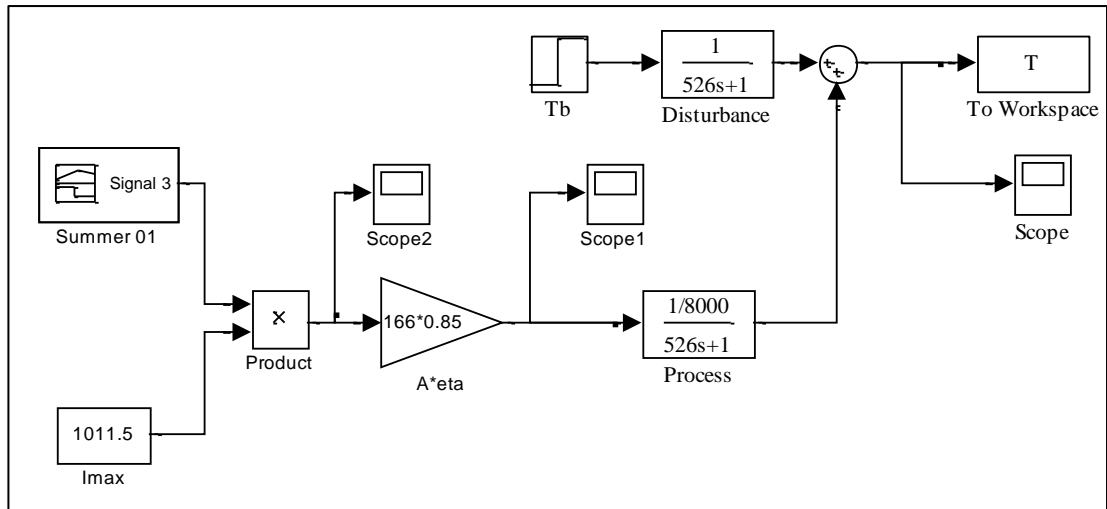 1
526s+1
Tb
Disturbance
T
To Workspace
Signal 3
Summer 01
Scope2
Scope1
Scope
×
Product
166*0.85
A*eta
1/8000
526s+1
Process
1011.5
Imax